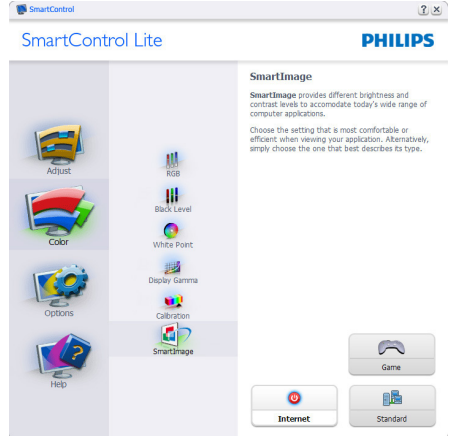 SmartControl
SmartControl Lite
PHILIPS
Adjust
Color
Options
Help
RGB
Black Level
White Point
Display Gamma
Calibration
SmartImage
SmartImage
SmartImage provides different brightness and
contrast levels to accomodate today's wide range of
computer applications.
Choose the setting that is most comfortable or
efficient when viewing your application. Alternatively,
simply choose the one that best describes its type.
Game
Internet
Standard